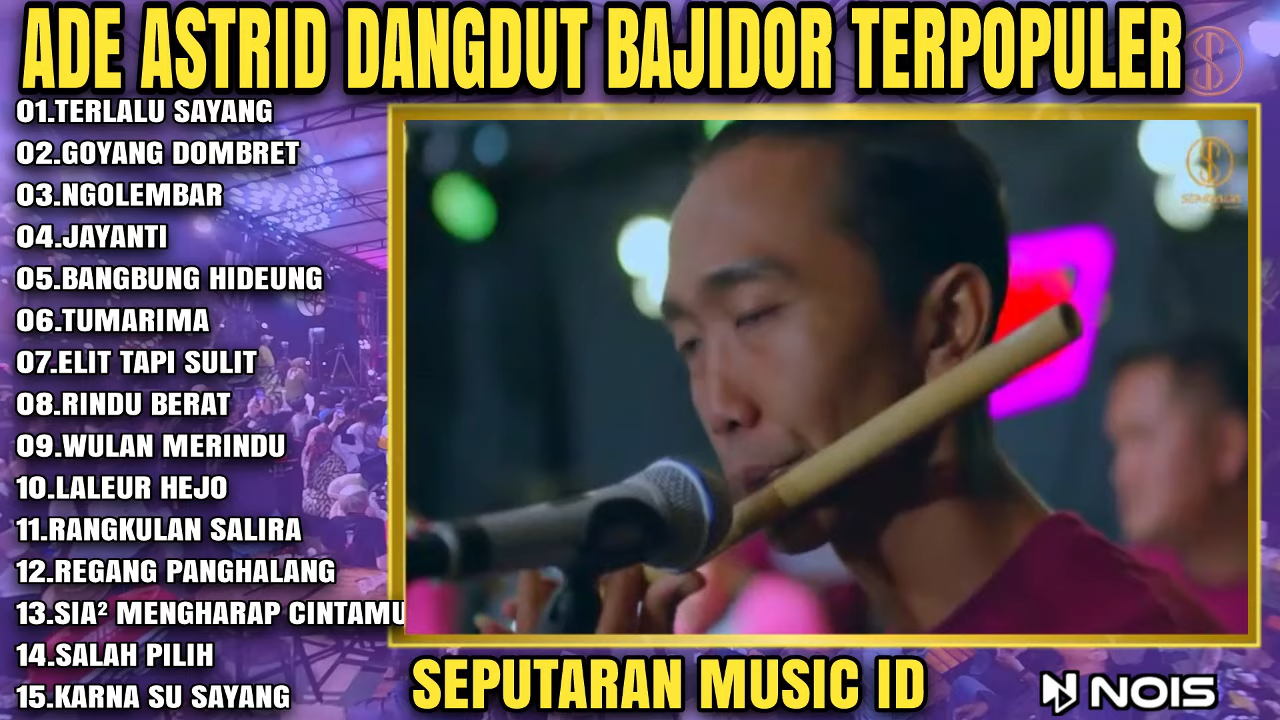 ADE ASTRID DANGDUT BAJIDOR TERPOPULER
01.TERLALU SAYANG
02.GOYANG DOMBRET
03.NGOLEMBAR
04.JAYANTI
05.BANGBUNG HIDEUNG
06.TUMARIMA
07.ELIT TAPI SULIT
08.RINDU BERAT
09.WULAN MERINDU
10.LALEUR HEJO
11.RANGKULAN SALIRA
12.REGANG PANGHALANG
13.SIA² MENGHARAP CINTAMU
14.SALAH PILIH
15.KARNA SU SAYANG
SEPUTARAN MUSIC ID
NOIS